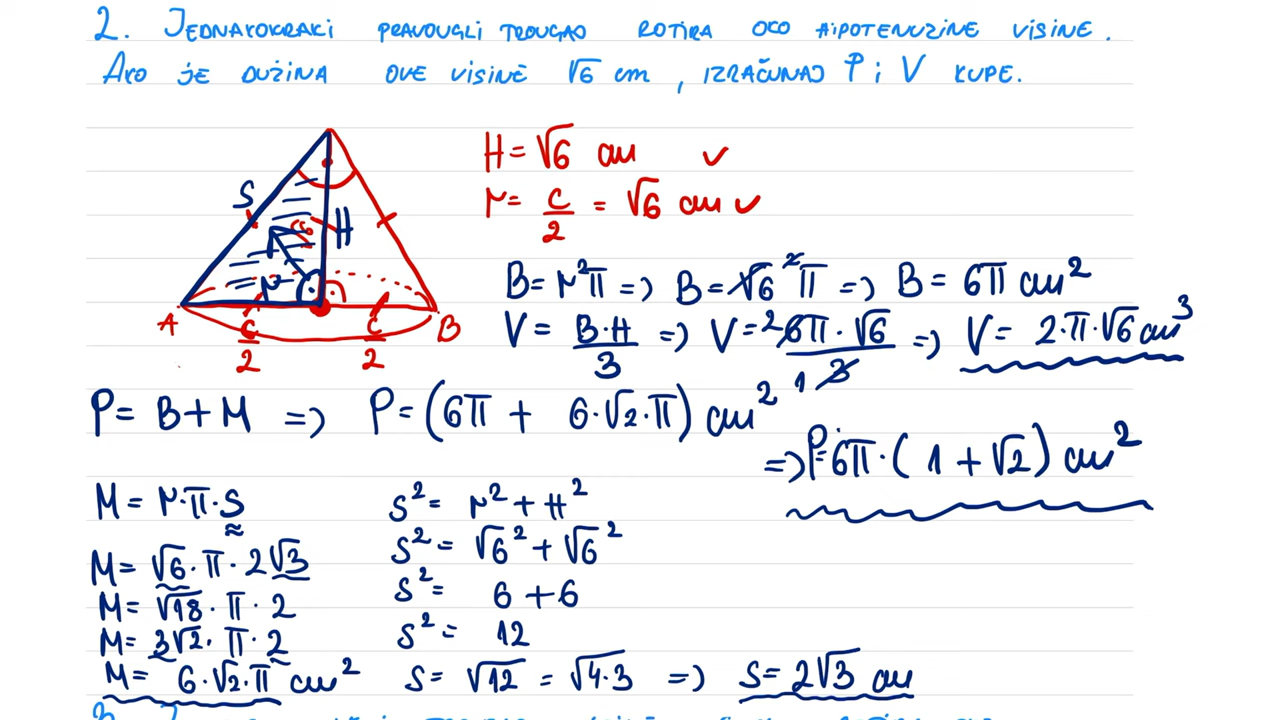 2. JEDNAKOKRAKI PRAVOUGLI TROUGAO ROTIRA OKO HIPOTENUZINE VISINE.
AKO JE DUŽINA OVE VISINE √6 cm, IZRAČUNAJ P i V KUPE.
H = √6 cm ✓
r = c/2 = √6 cm ✓
S
H
r
A
c/2
c/2
B
B = r²π => B = √6²π => B = 6π cm²
V = B·H/3 => V = 6π·√6/3 => V = 2·π·√6 cm³
2
1
P = B + M => P = (6π + 6·√2·π) cm²
=> P = 6π·(1 + √2) cm²
M = r·π·s
M = √6·π·2√3
M = √18·π·2
M = 3√2·π·2
M = 6·√2·π cm²
s² = r² + H²
s² = √6² + √6²
s² = 6 + 6
s² = 12
s = √12 = √4·3 => s = 2√3 cm
3.